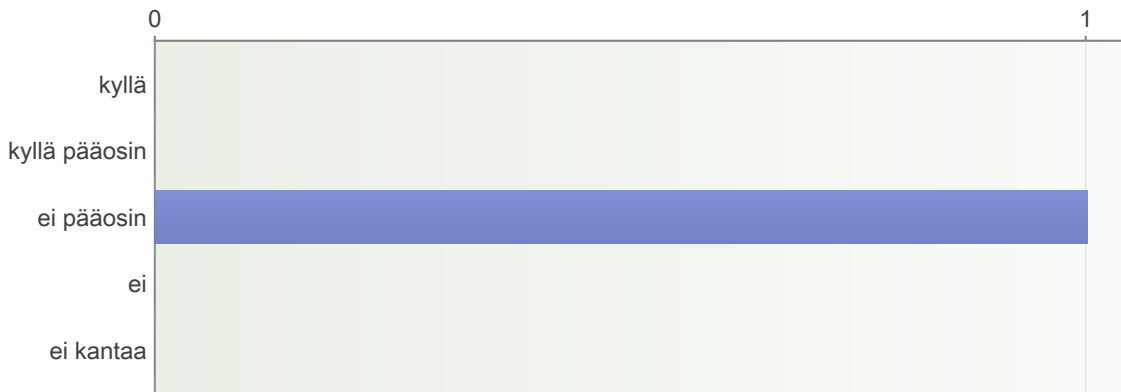 0 1
kyllä
kyllä pääosin
ei pääosin
ei
ei kantaa